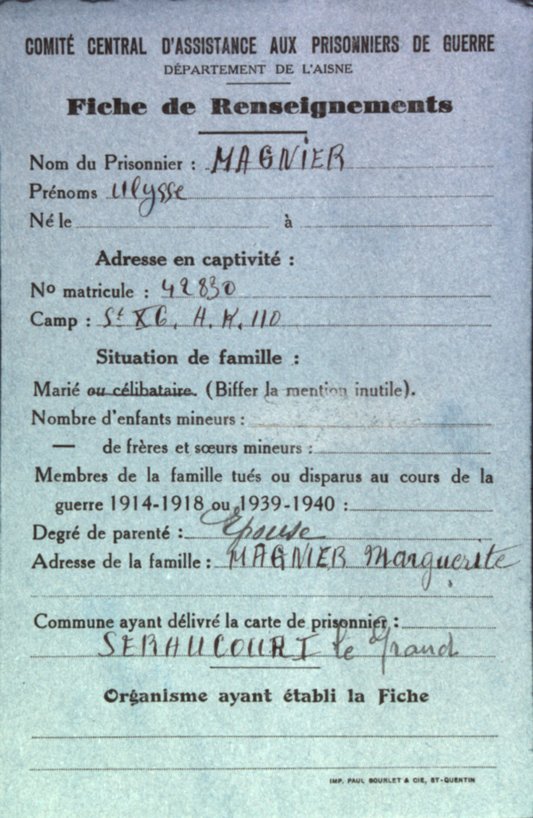 COMITÉ CENTRAL D'ASSISTANCE AUX PRISONNIERS DE GUERRE
DÉPARTEMENT DE L'AISNE
Fiche de Renseignements
Nom du Prisonnier : MAGNIER
Prénoms Ulysse
Né le à
Adresse en captivité :
No matricule : 42830
Camp : St XC. A. K. 110
Situation de famille :
Marié ou célibataire. (Biffer la mention inutile).
Nombre d'enfants mineurs :
— de frères et sœurs mineurs :
Membres de la famille tués ou disparus au cours de la
guerre 1914-1918 ou 1939-1940 :
Degré de parenté : Epouse
Adresse de la famille : MAGNIER Marguerite
Commune ayant délivré la carte de prisonnier :
SERAUCOURT le Grand
Organisme ayant établi la Fiche
IMP. PAUL BOURLET & CIE, ST-QUENTIN